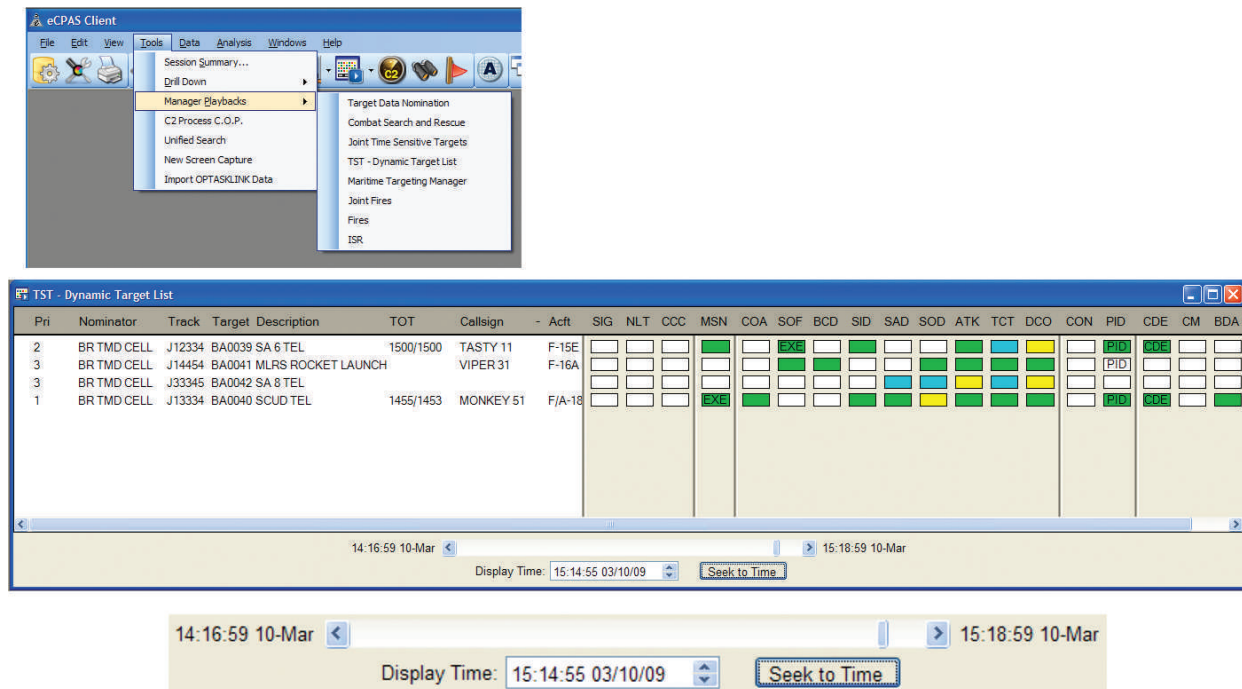 eCPAS Client
File Edit View Tools Data Analysis Windows Help
Session Summary...
Drill Down
Manager Playbacks
C2 Process C.O.P.
Unified Search
New Screen Capture
Import OPTASKLINK Data
C2
A
Target Data Nomination
Combat Search and Rescue
Joint Time Sensitive Targets
TST - Dynamic Target List
Maritime Targeting Manager
Joint Fires
Fires
ISR
TST - Dynamic Target List
Pri Nominator Track Target Description TOT Callsign - Acft SIG NLT CCC MSN COA SOF BCD SID SAD SOD ATK TCT DCO CON PID CDE CM BDA
2 BR TMD CELL J12334 BA0039 SA 6 TEL 1500/1500 TASTY 11 F-15E EXE PID CDE
3 BR TMD CELL J14454 BA0041 MLRS ROCKET LAUNCH VIPER 31 F-16A PID
3 BR TMD CELL J33345 BA0042 SA 8 TEL
1 BR TMD CELL J13334 BA0040 SCUD TEL 1455/1453 MONKEY 51 F/A-18 EXE PID CDE
14:16:59 10-Mar 15:18:59 10-Mar
Display Time: 15:14:55 03/10/09 Seek to Time
14:16:59 10-Mar 15:18:59 10-Mar
Display Time: 15:14:55 03/10/09 Seek to Time